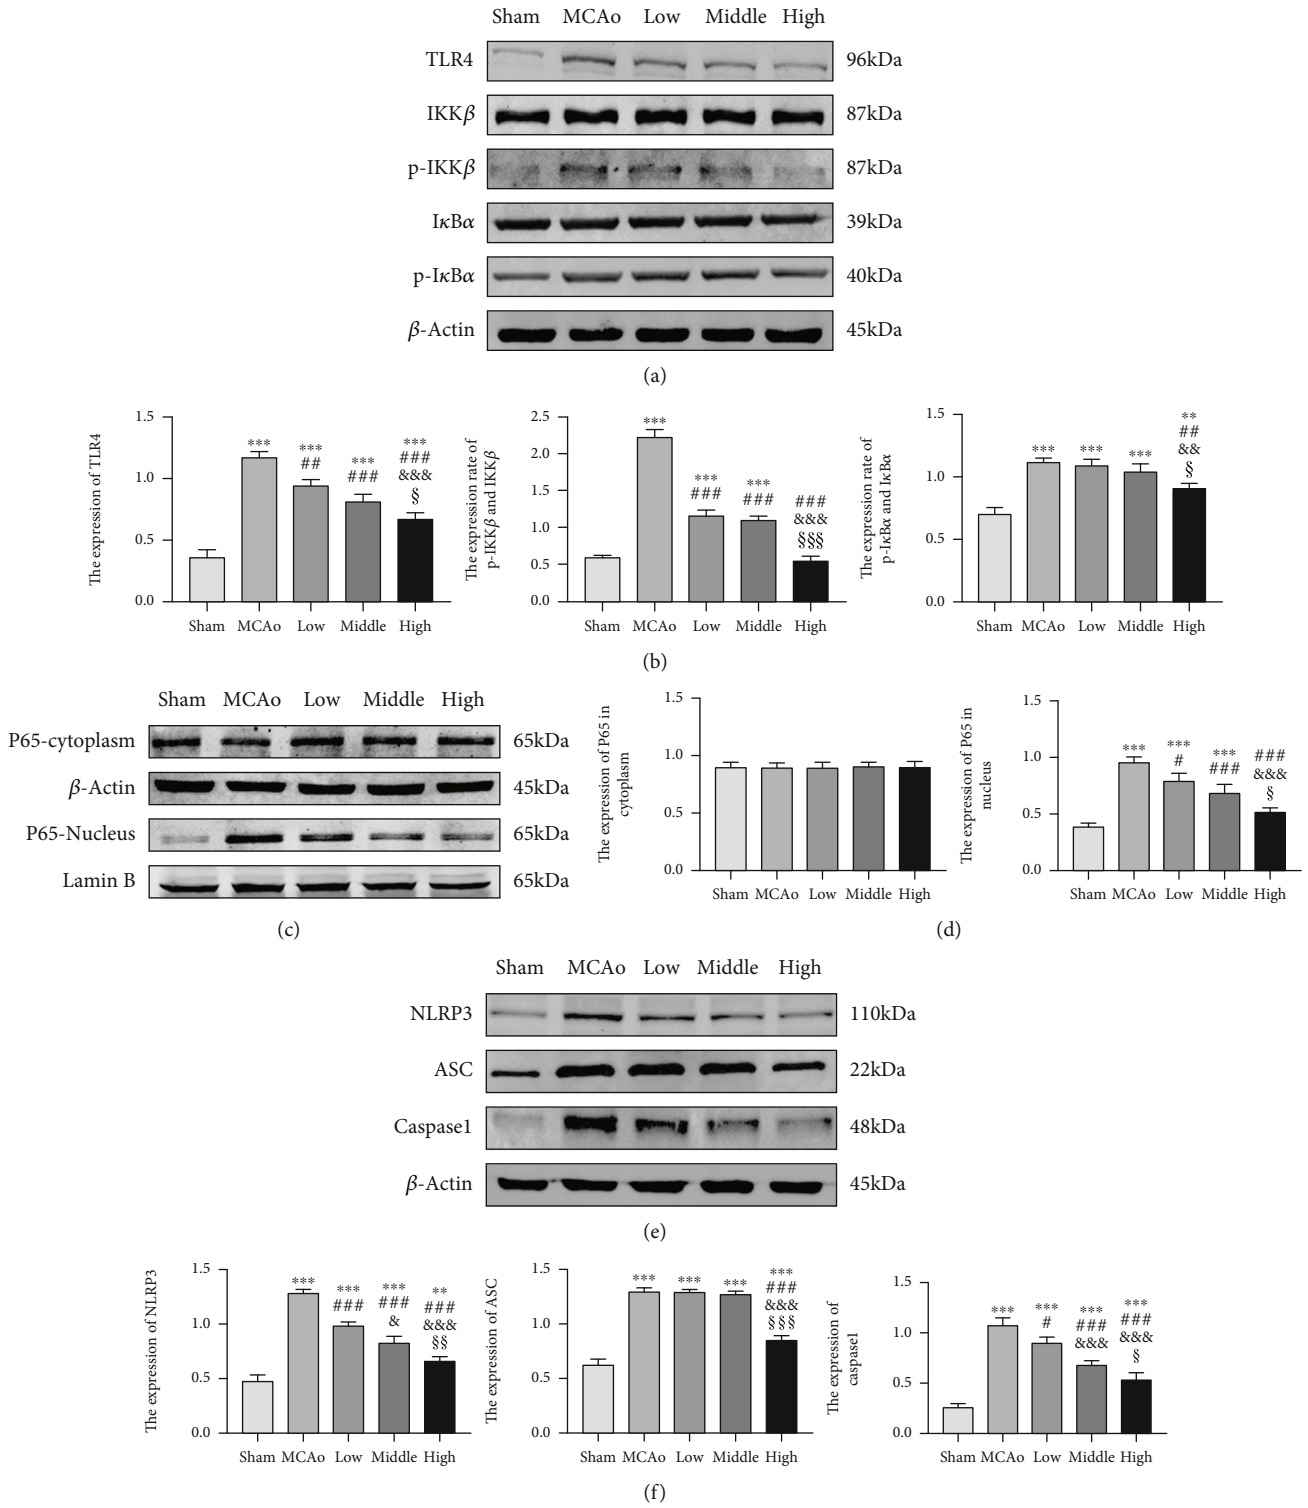 Sham MCAo Low Middle High
TLR4 96kDa
IKKβ 87kDa
p-IKKβ 87kDa
IκBα 39kDa
p-IκBα 40kDa
β-Actin 45kDa
(a)
The expression of TLR4
1.5
1.0
0.5
0.0
***
***
##
***
###
***
###
&&&
§
Sham MCAo Low Middle High
The expression rate of
p-IKKβ and IKKβ
2.5
2.0
1.5
1.0
0.5
0.0
***
***
###
***
###
###
&&&
§§§
Sham MCAo Low Middle High
The expression rate of
p-IκBα and IκBα
1.5
1.0
0.5
0.0
***
***
***
**
##
&&
§
Sham MCAo Low Middle High
(b)
Sham MCAo Low Middle High
P65-cytoplasm 65kDa
β-Actin 45kDa
P65-Nucleus 65kDa
Lamin B 65kDa
(c)
The expression of P65 in
cytoplasm
1.5
1.0
0.5
0.0
Sham MCAo Low Middle High
The expression of P65 in
nucleus
1.5
1.0
0.5
0.0
***
***
#
***
###
###
&&&
§
Sham MCAo Low Middle High
(d)
Sham MCAo Low Middle High
NLRP3 110kDa
ASC 22kDa
Caspase1 48kDa
β-Actin 45kDa
(e)
The expression of NLRP3
1.5
1.0
0.5
0.0
***
***
###
***
###
&
**
###
&&&
§§
Sham MCAo Low Middle High
The expression of ASC
1.5
1.0
0.5
0.0
***
***
***
***
###
&&&
§§§
Sham MCAo Low Middle High
The expression of
caspase1
1.5
1.0
0.5
0.0
***
***
#
***
###
&&&
***
###
&&&
§
Sham MCAo Low Middle High
(f)